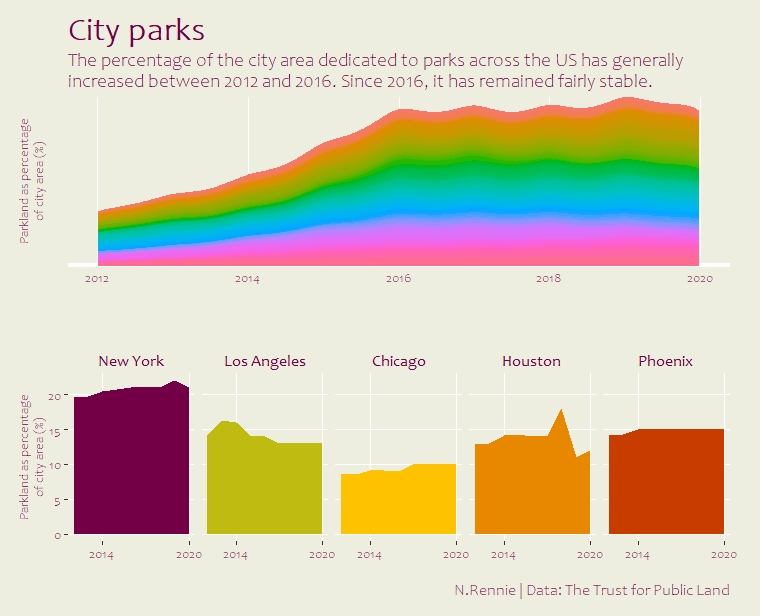 City parks
The percentage of the city area dedicated to parks across the US has generally
increased between 2012 and 2016. Since 2016, it has remained fairly stable.
Parkland as percentage
of city area (%)
2012 2014 2016 2018 2020
New York Los Angeles Chicago Houston Phoenix
Parkland as percentage
of city area (%)
20
15
10
5
0
2014 2020 2014 2020 2014 2020 2014 2020 2014 2020
N.Rennie | Data: The Trust for Public Land